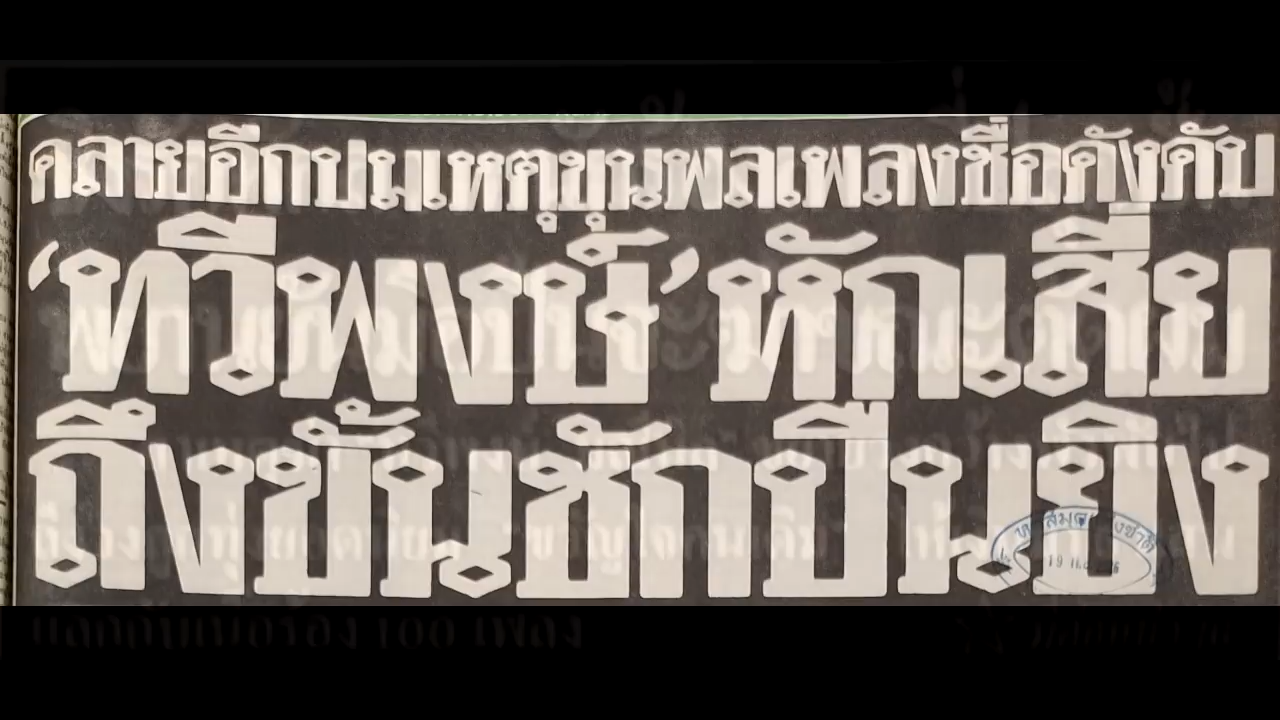 คลายอีกปมเหตุขุนพลเพลงชื่อดังดับ
‘ทวีพงษ์’ทักเสี่ย
ถึงขั้นชักปืนยิง